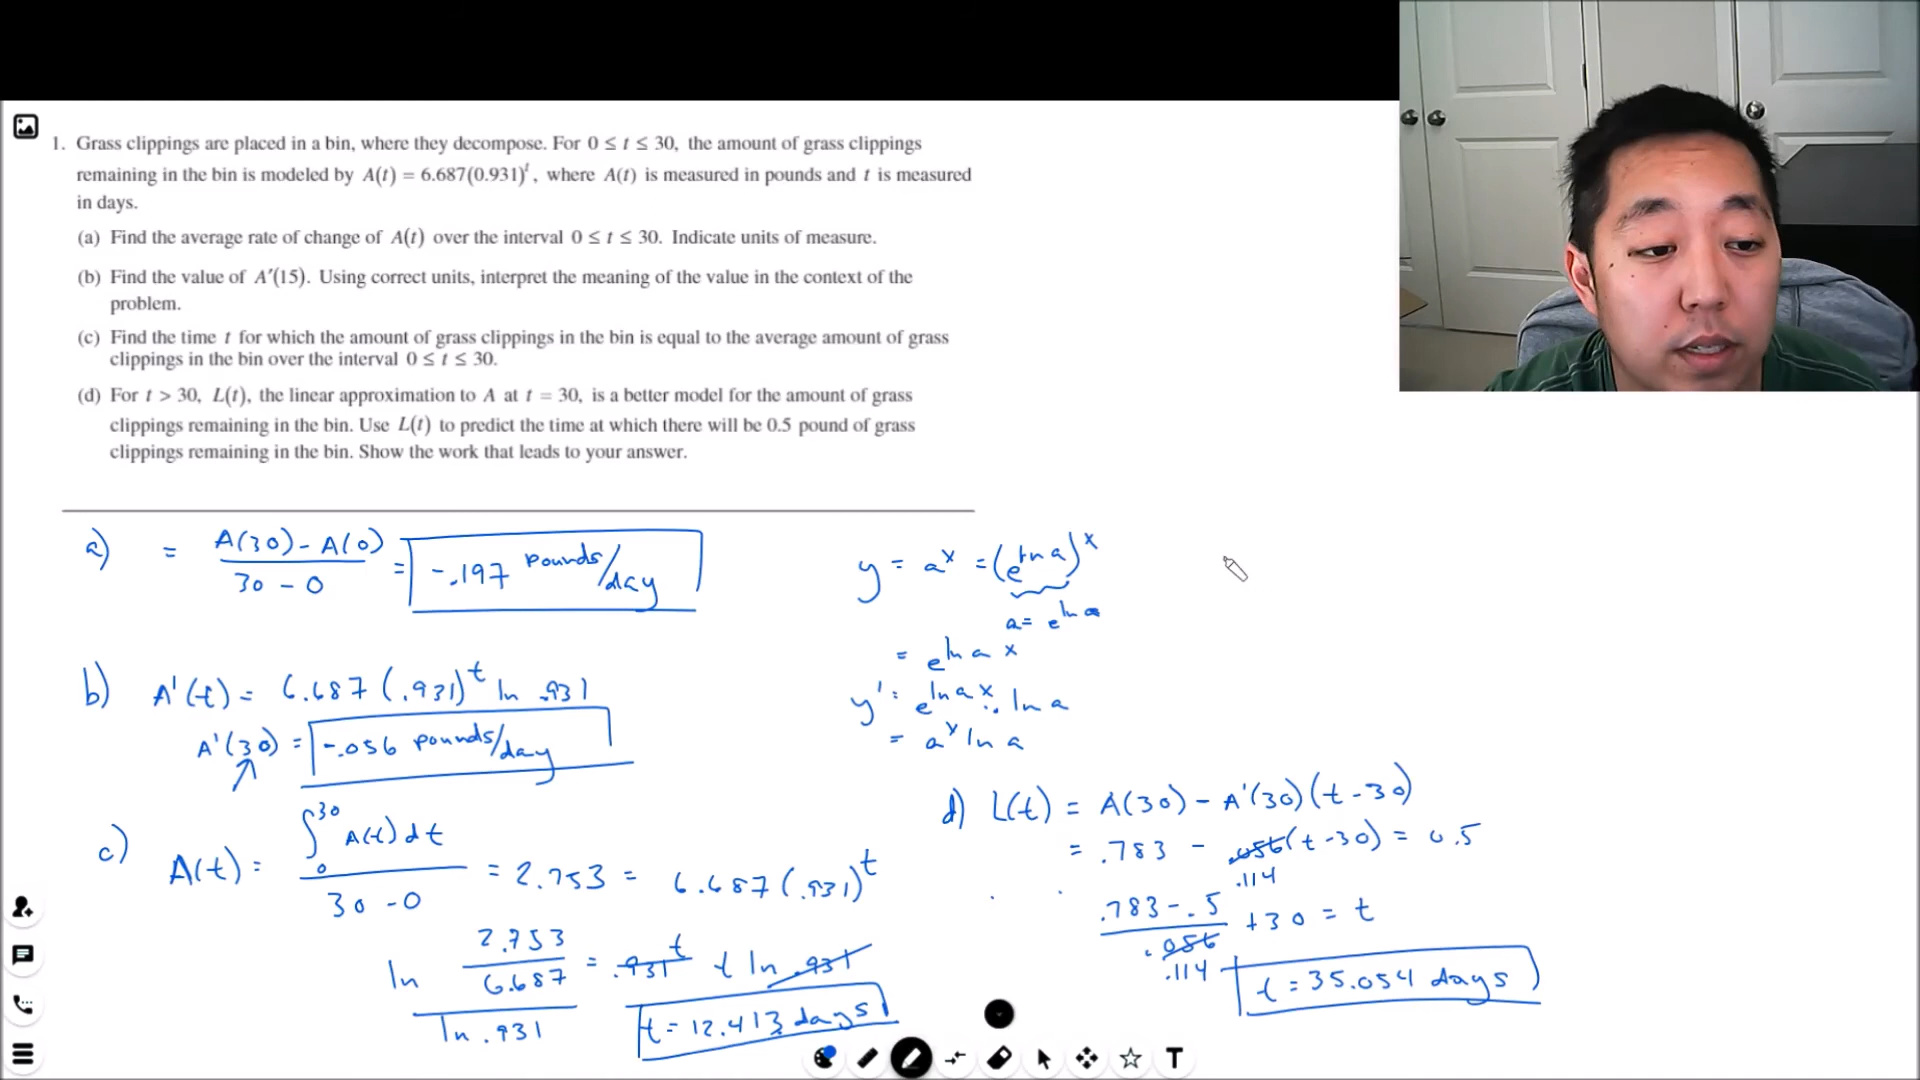 1. Grass clippings are placed in a bin, where they decompose. For 0 ≤ t ≤ 30, the amount of grass clippings
remaining in the bin is modeled by A(t) = 6.687(0.931)^t, where A(t) is measured in pounds and t is measured
in days.
(a) Find the average rate of change of A(t) over the interval 0 ≤ t ≤ 30. Indicate units of measure.
(b) Find the value of A′(15). Using correct units, interpret the meaning of the value in the context of the
problem.
(c) Find the time t for which the amount of grass clippings in the bin is equal to the average amount of grass
clippings in the bin over the interval 0 ≤ t ≤ 30.
(d) For t > 30, L(t), the linear approximation to A at t = 30, is a better model for the amount of grass
clippings remaining in the bin. Use L(t) to predict the time at which there will be 0.5 pound of grass
clippings remaining in the bin. Show the work that leads to your answer.
a) = A(30) - A(0) / 30 - 0 = -.197 pounds/day
b) A'(t) = 6.687 (.931)^t ln .931
A'(30) = -.056 pounds/day
c) A(t) = ∫_0^30 A(t) dt / 30 - 0 = 2.753 = 6.687 (.931)^t
ln 2.753 / 6.687 = .931^t t ln .931
ln .931
t = 12.413 days
y = a^x = (e^ln a)^x
a = e^ln a
= e^ln a x
y' = e^ln a x · ln a
= a^x ln a
d) L(t) = A(30) - A'(30)(t - 30)
= .783 - .056(t - 30) = 0.5
.114
.783 - .5 / .056 + 30 = t
.114
t = 35.054 days
T